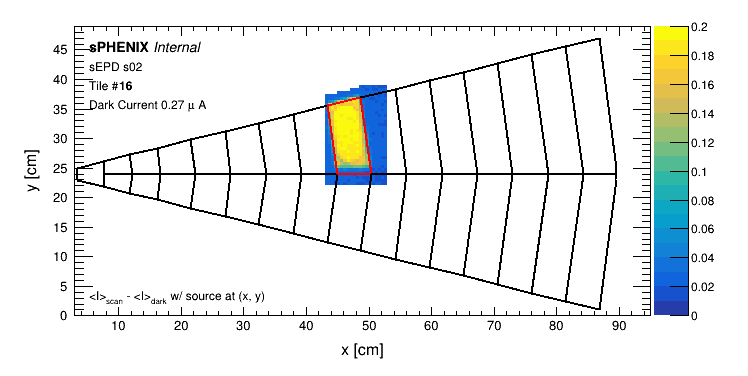 sPHENIX Internal
sEPD s02
Tile #16
Dark Current 0.27 μ A
<I>scan - <I>dark w/ source at (x, y)
y [cm]
45
40
35
30
25
20
15
10
5
0
10 20 30 40 50 60 70 80 90
x [cm]
0.2
0.18
0.16
0.14
0.12
0.1
0.08
0.06
0.04
0.02
0